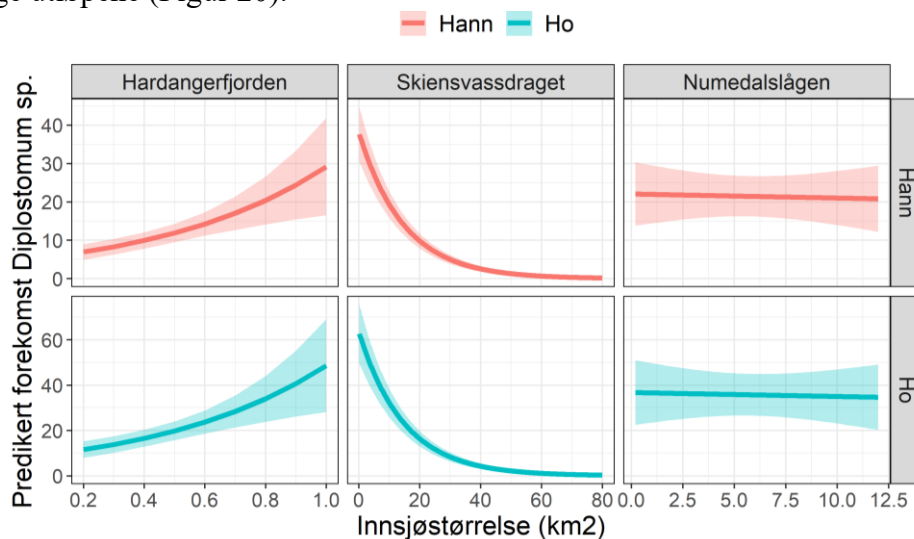 (Figur 20).
Hann Ho
Hardangerfjorden Skiensvassdraget Numedalslågen
Predikert forekomst Diplostomum sp.
40
30
20
10
0
Hann
60
40
20
0
Ho
0.2 0.4 0.6 0.8 1.0 0 20 40 60 80 0.0 2.5 5.0 7.5 10.0 12.5
Innsjøstørrelse (km2)